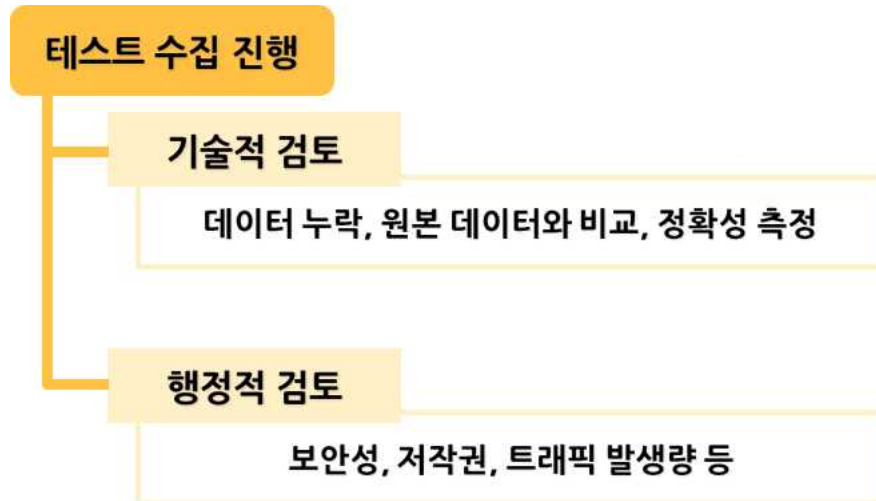 테스트 수집 진행
기술적 검토
데이터 누락, 원본 데이터와 비교, 정확성 측정
행정적 검토
보안성, 저작권, 트래픽 발생량 등